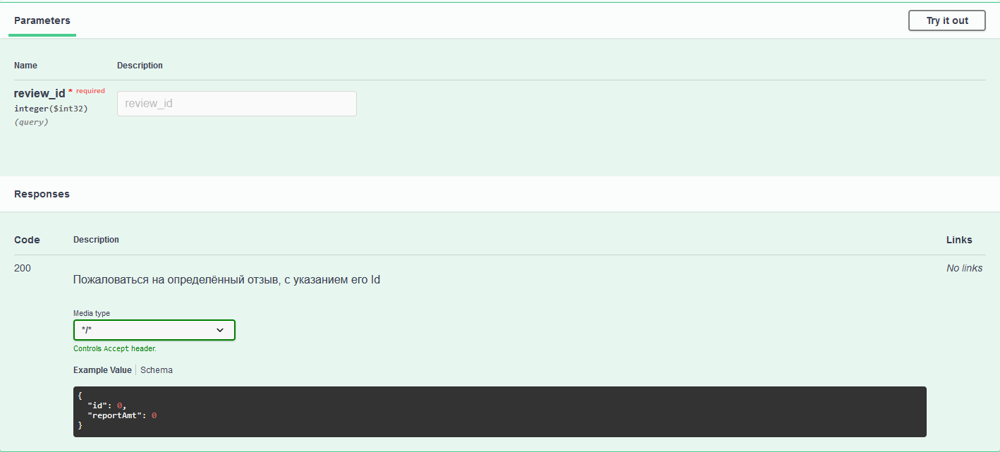 Parameters
Try it out
Name
Description
review_id * required
integer($int32)
(query)
review_id
Responses
Code
Description
Links
200
Пожаловаться на определённый отзыв, с указанием его Id
No links
Media type
*/*
Controls Accept header.
Example Value
Schema
{
  "id": 0,
  "reportAmt": 0
}